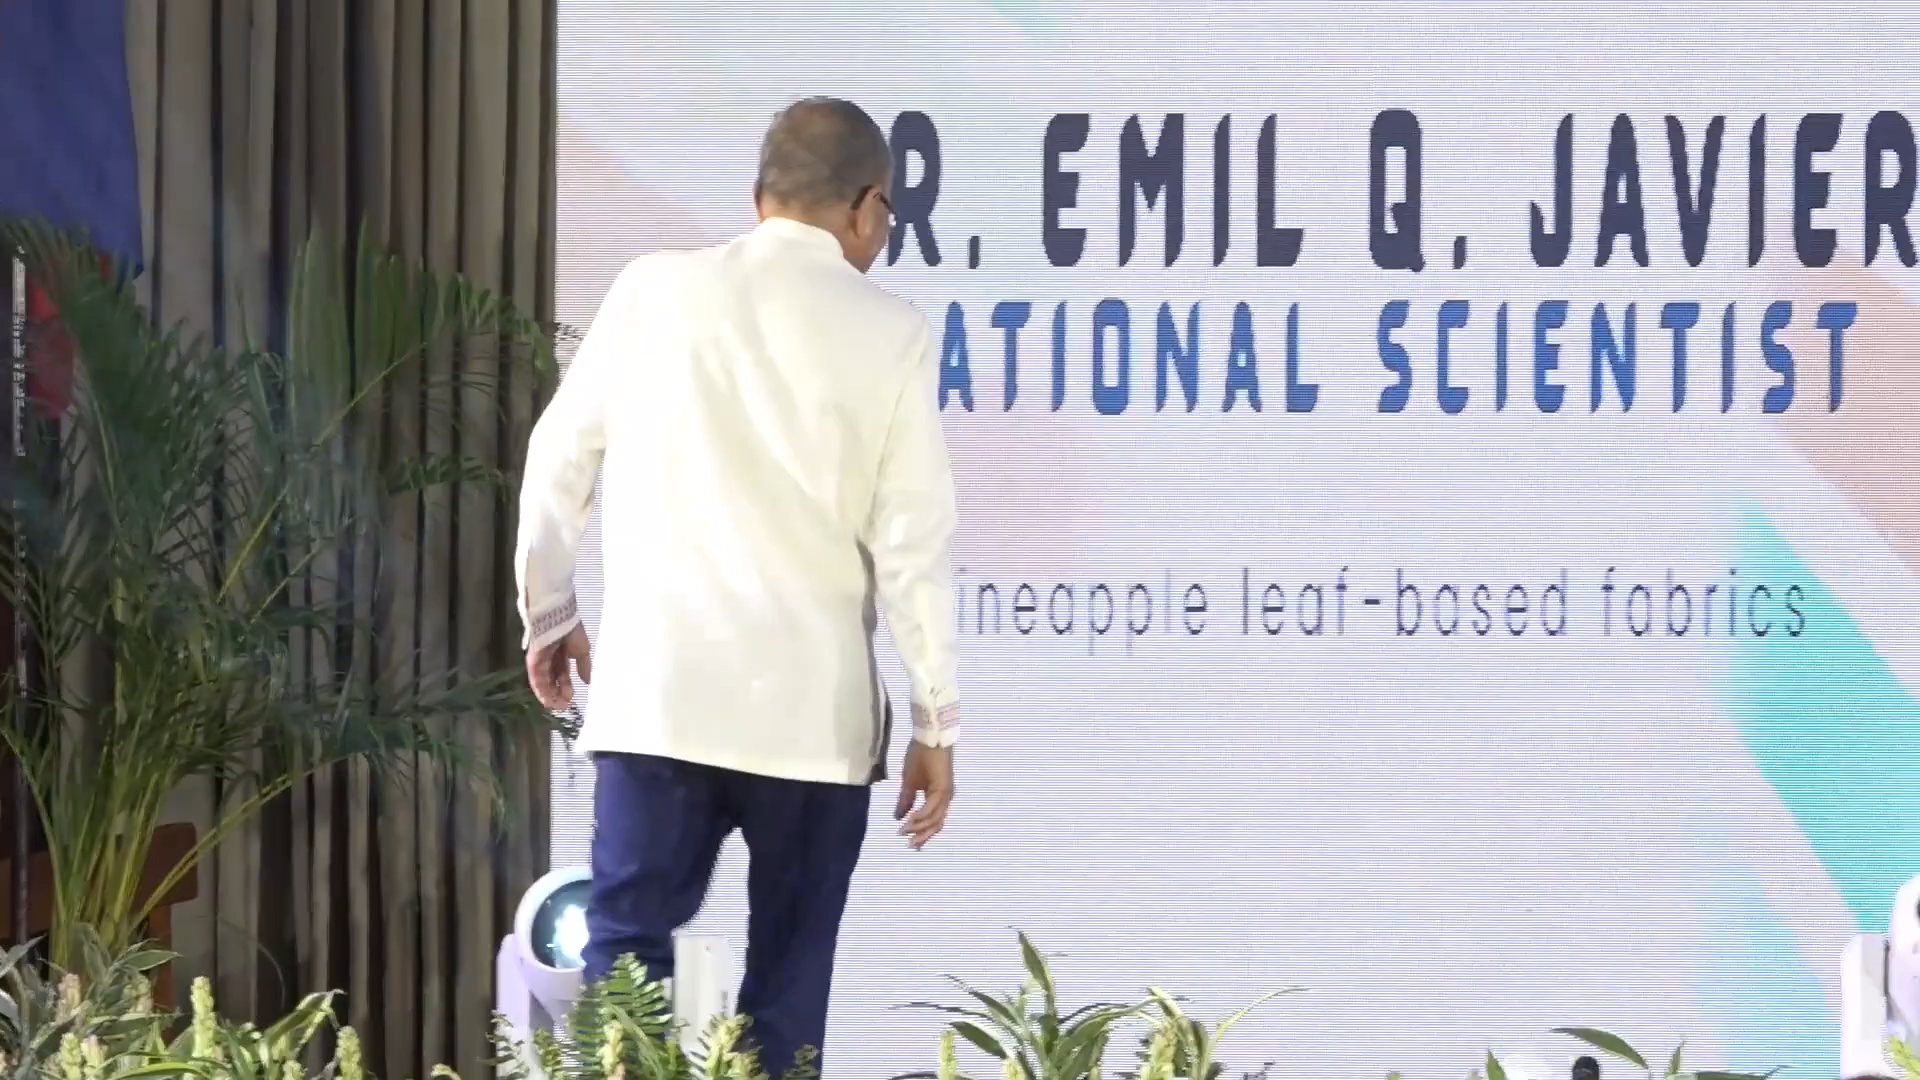 R. EMIL Q. JAVIER
ATIONAL SCIENTIST
ineapple leaf-based fabrics